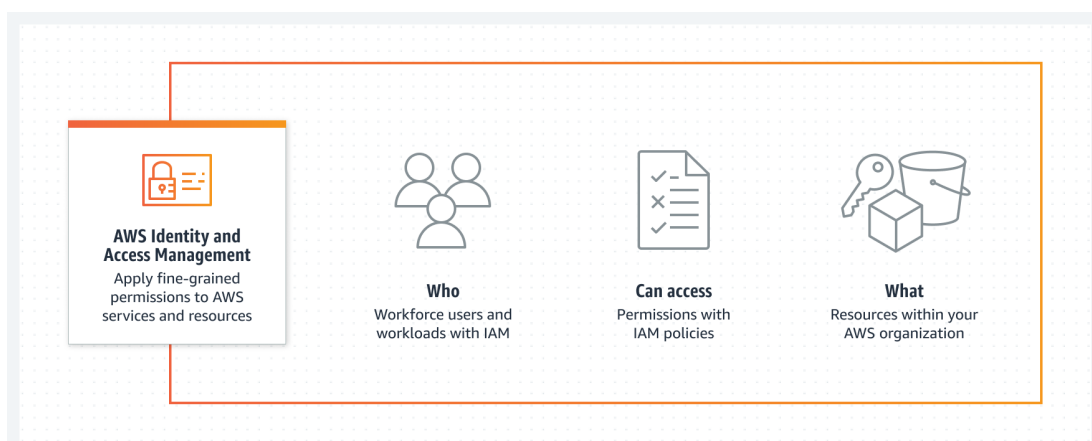 AWS Identity and
Access Management
Apply fine-grained
permissions to AWS
services and resources
Who
Workforce users and
workloads with IAM
Can access
Permissions with
IAM policies
What
Resources within your
AWS organization